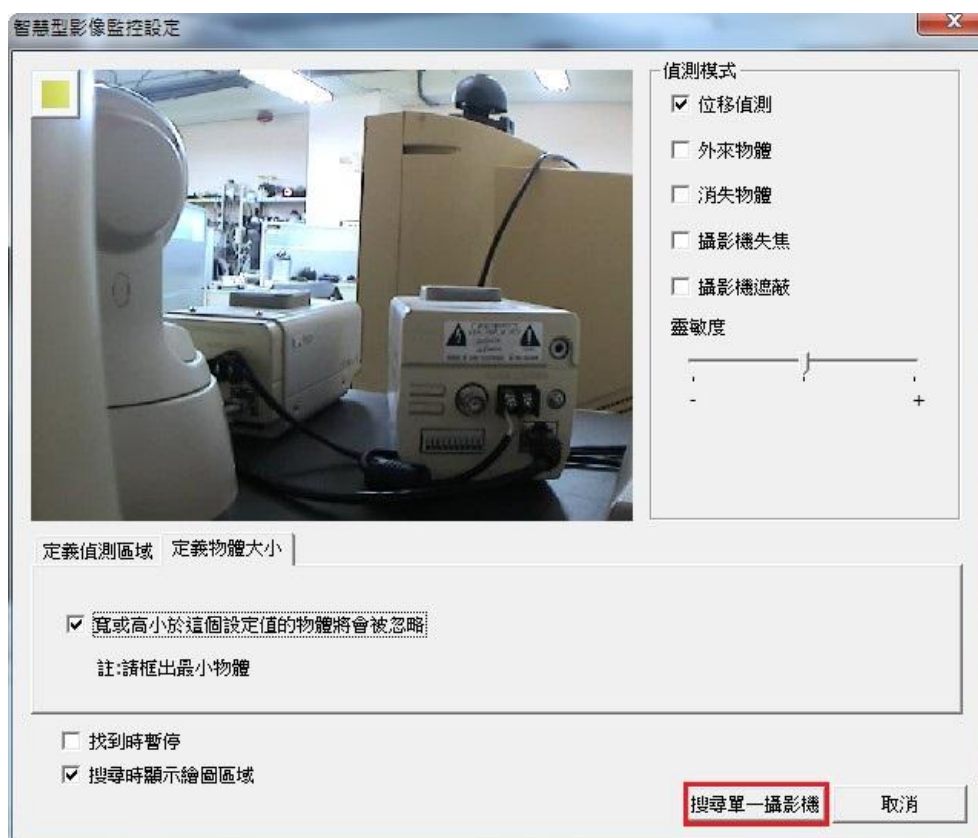 智慧型影像監控設定
偵測模式
位移偵測
外來物體
消失物體
攝影機失焦
攝影機遮蔽
靈敏度
- +
定義偵測區域 定義物體大小
寬或高小於這個設定值的物體將會被忽略
註:請框出最小物體
找到時暫停
搜尋時顯示繪圖區域
搜尋單一攝影機 取消